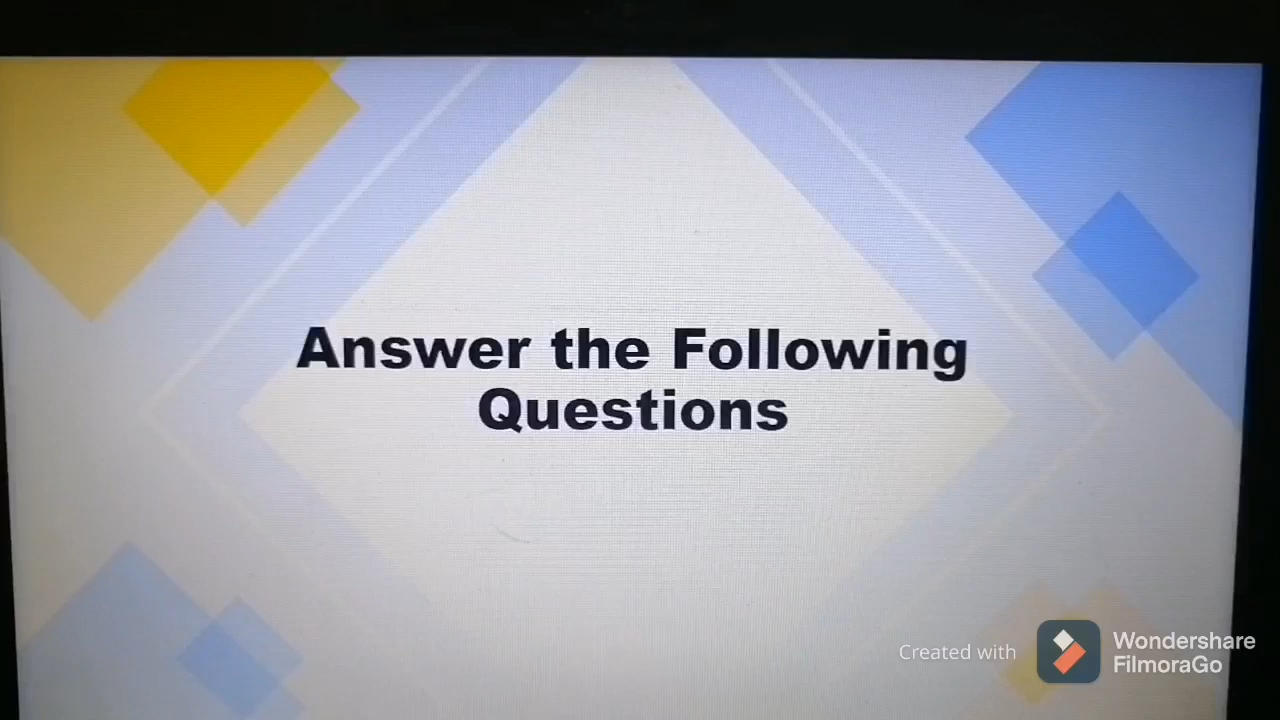 Answer the Following
Questions
Created with
Wondershare
FilmoraGo